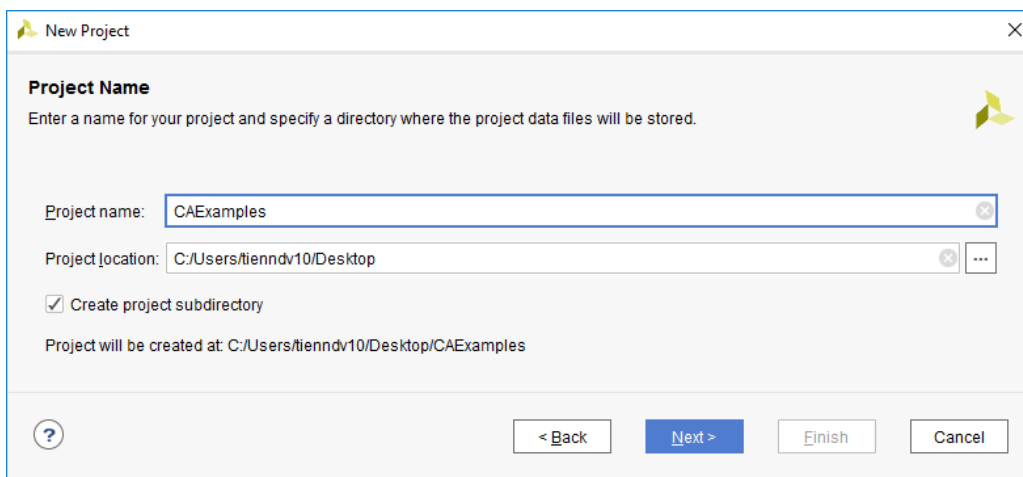 New Project
Project Name
Enter a name for your project and specify a directory where the project data files will be stored.
Project name: CAExamples
Project location: C:/Users/tienndv10/Desktop ...
Create project subdirectory
Project will be created at: C:/Users/tienndv10/Desktop/CAExamples
? < Back Next > Finish Cancel